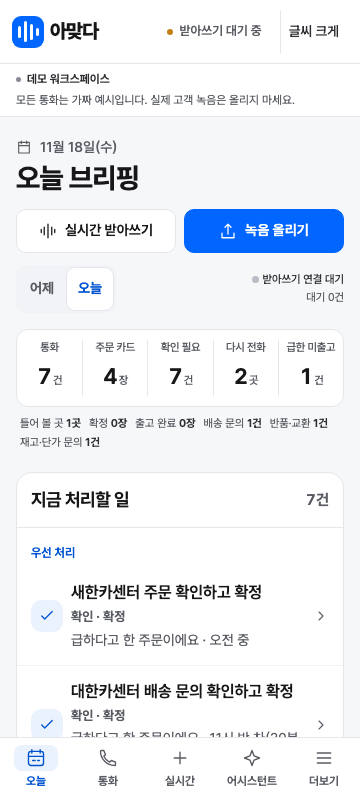 아맞다
받아쓰기 대기 중
글씨 크게
데모 워크스페이스
모든 통화는 가짜 예시입니다. 실제 고객 녹음은 올리지 마세요.
11월 18일(수)
오늘 브리핑
실시간 받아쓰기
녹음 올리기
어제
오늘
받아쓰기 연결 대기
대기 0건
통화
7건
주문 카드
4장
확인 필요
7건
다시 전화
2곳
급한 미출고
1건
들어 볼 곳 1곳 확정 0장 출고 완료 0장 배송 문의 1건 반품·교환 1건
재고·단가 문의 1건
지금 처리할 일
7건
우선 처리
새한카센터 주문 확인하고 확정
확인 · 확정
급하다고 한 주문이에요 · 오전 중
대한카센터 배송 문의 확인하고 확정
확인 · 확정
오늘
통화
실시간
어시스턴트
더보기